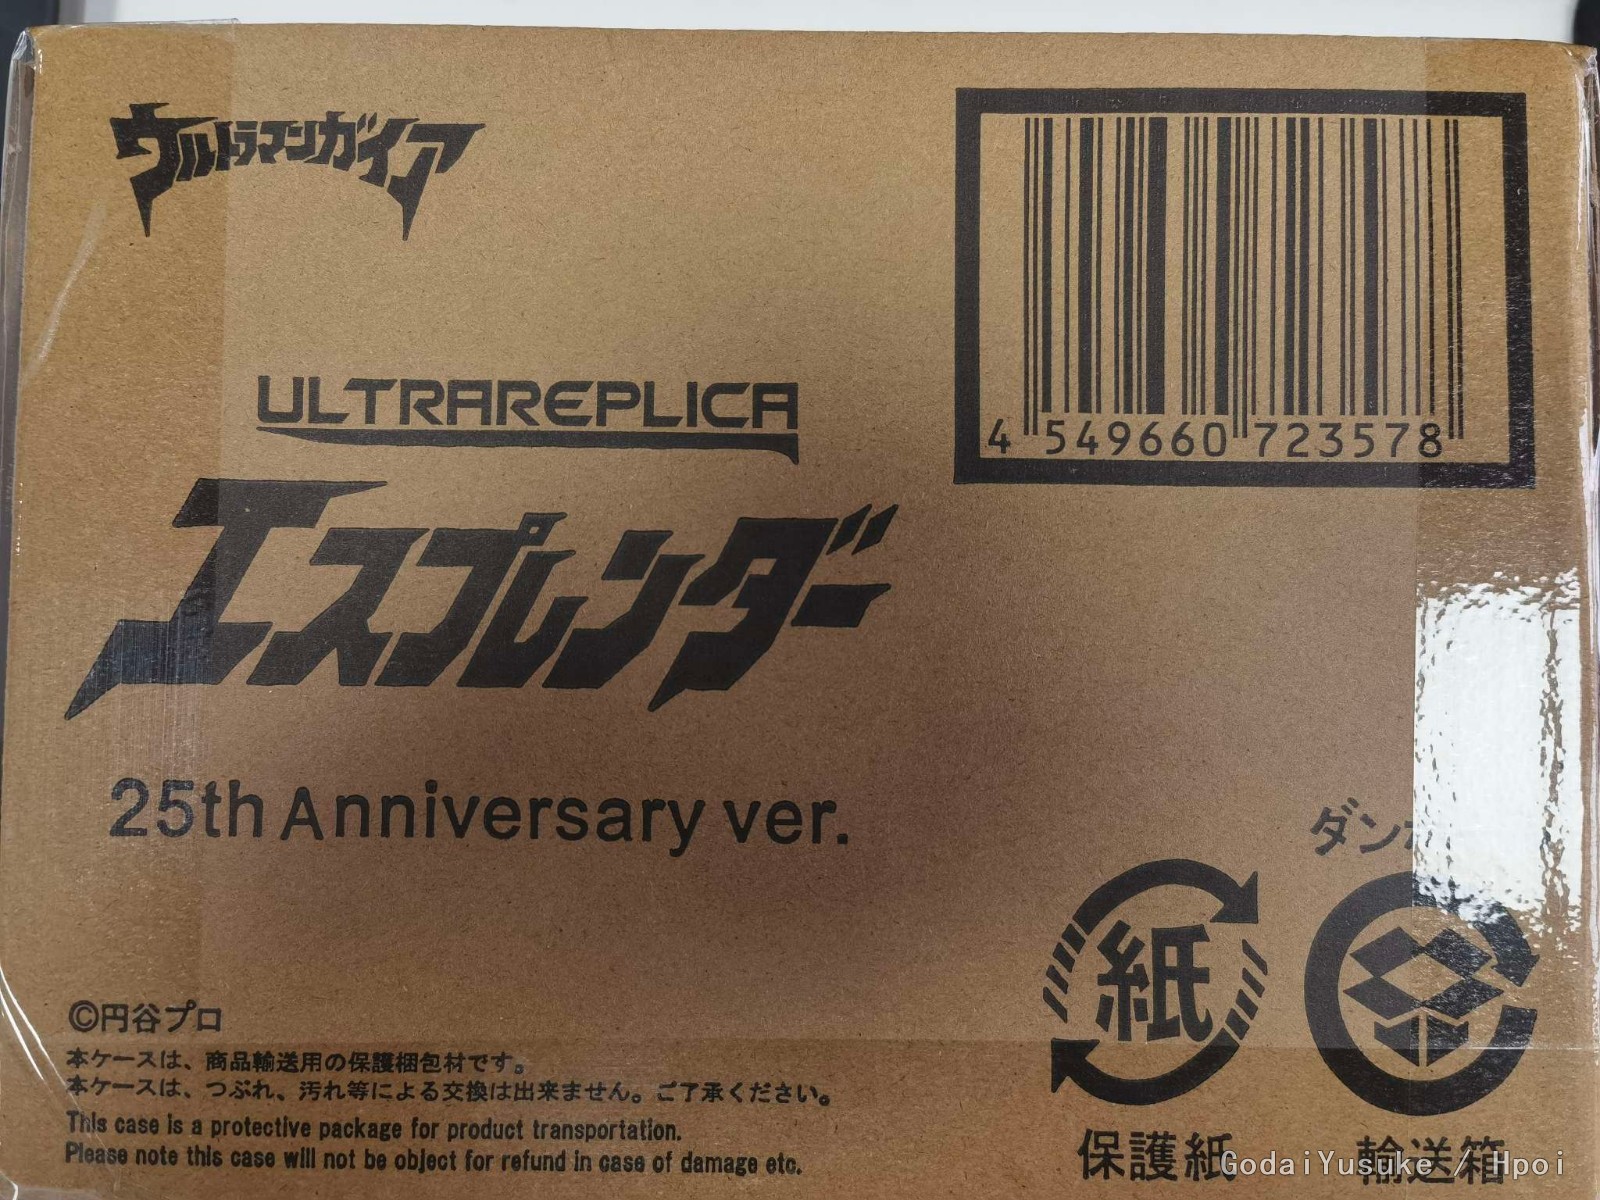 ウルトラマンガイア
4 549660 723578
ULTRAREPLICA
エスプレンダー
25th Anniversary ver.
ダン
紙
©円谷プロ
本ケースは、商品輸送用の保護梱包材です。
本ケースは、つぶれ、汚れ等による交換は出来ません。ご了承ください。
This case is a protective package for product transportation.
Please note this case will not be object for refund in case of damage etc.
保護紙
輸送箱
GodaiYusuke / Hpoi